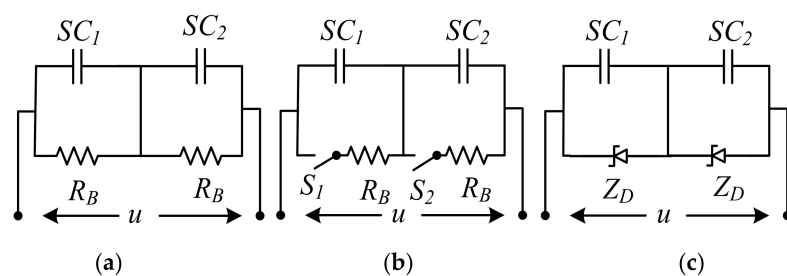 SC1 SC2 SC1 SC2 SC1 SC2
RB RB S1 RB S2 RB ZD ZD
u u u
(a) (b) (c)